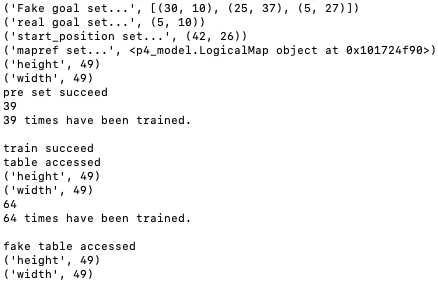 ('Fake goal set...', [(30, 10), (25, 37), (5, 27)])
('real goal set...', (5, 10))
('start_position set...', (42, 26))
('mapref set...', <p4_model.LogicalMap object at 0x101724f90>)
('height', 49)
('width', 49)
pre set succeed
39
39 times have been trained.
train succeed
table accessed
('height', 49)
('width', 49)
64
64 times have been trained.
fake table accessed
('height', 49)
('width', 49)